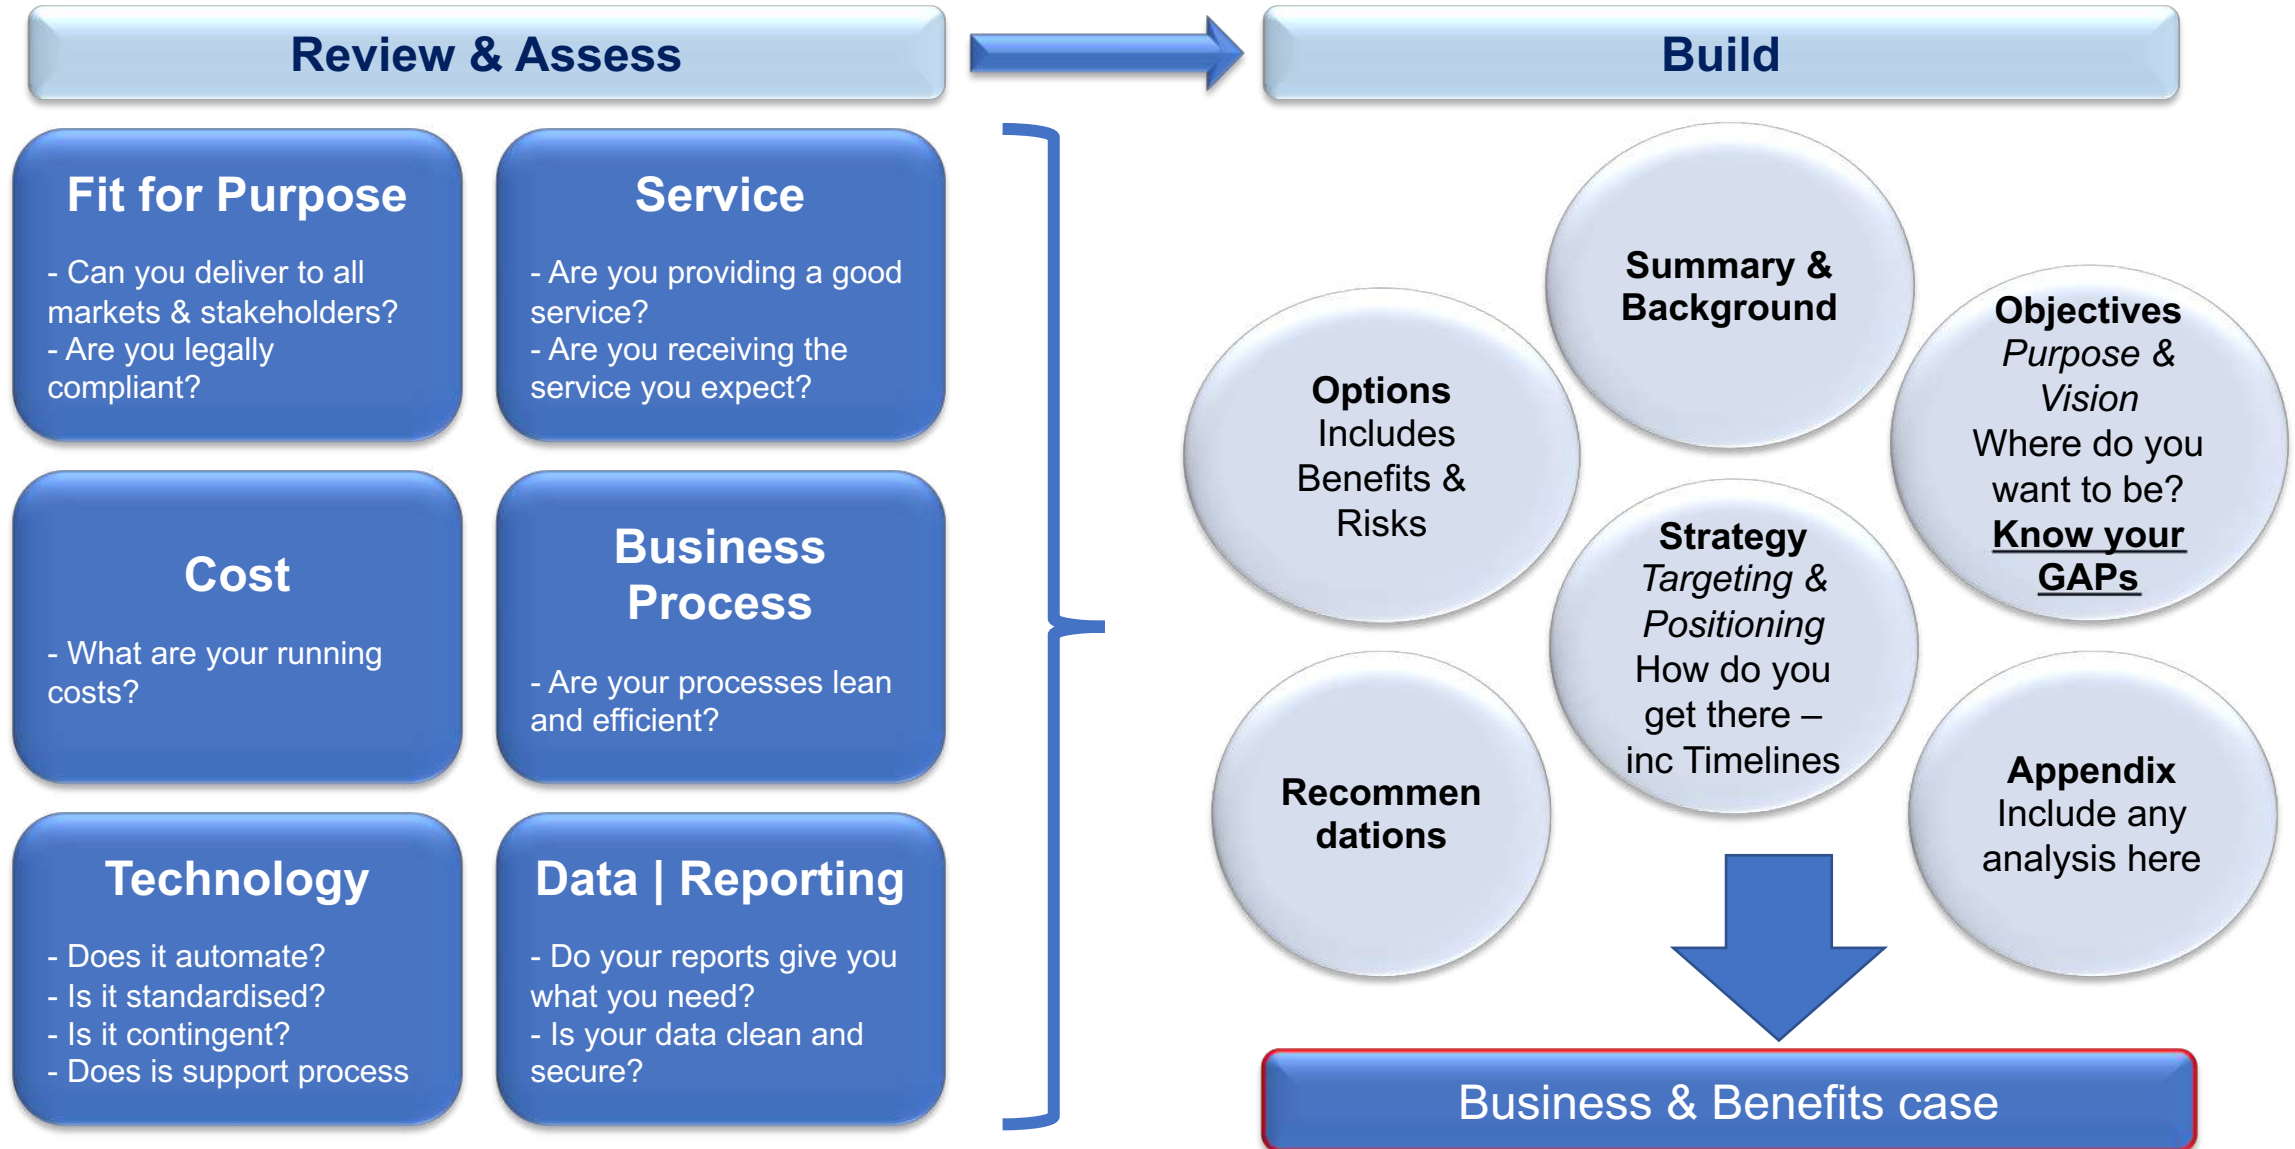 Review & Assess
Build
Fit for Purpose
- Can you deliver to all
markets & stakeholders?
- Are you legally
compliant?
Service
- Are you providing a good
service?
- Are you receiving the
service you expect?
Cost
- What are your running
costs?
Business
Process
- Are your processes lean
and efficient?
Technology
- Does it automate?
- Is it standardised?
- Is it contingent?
- Does is support process
Data | Reporting
- Do your reports give you
what you need?
- Is your data clean and
secure?
Summary &
Background
Objectives
Purpose &
Vision
Where do you
want to be?
Know your
GAPs
Options
Includes
Benefits &
Risks
Strategy
Targeting &
Positioning
How do you
get there –
inc Timelines
Recommen
dations
Appendix
Include any
analysis here
Business & Benefits case